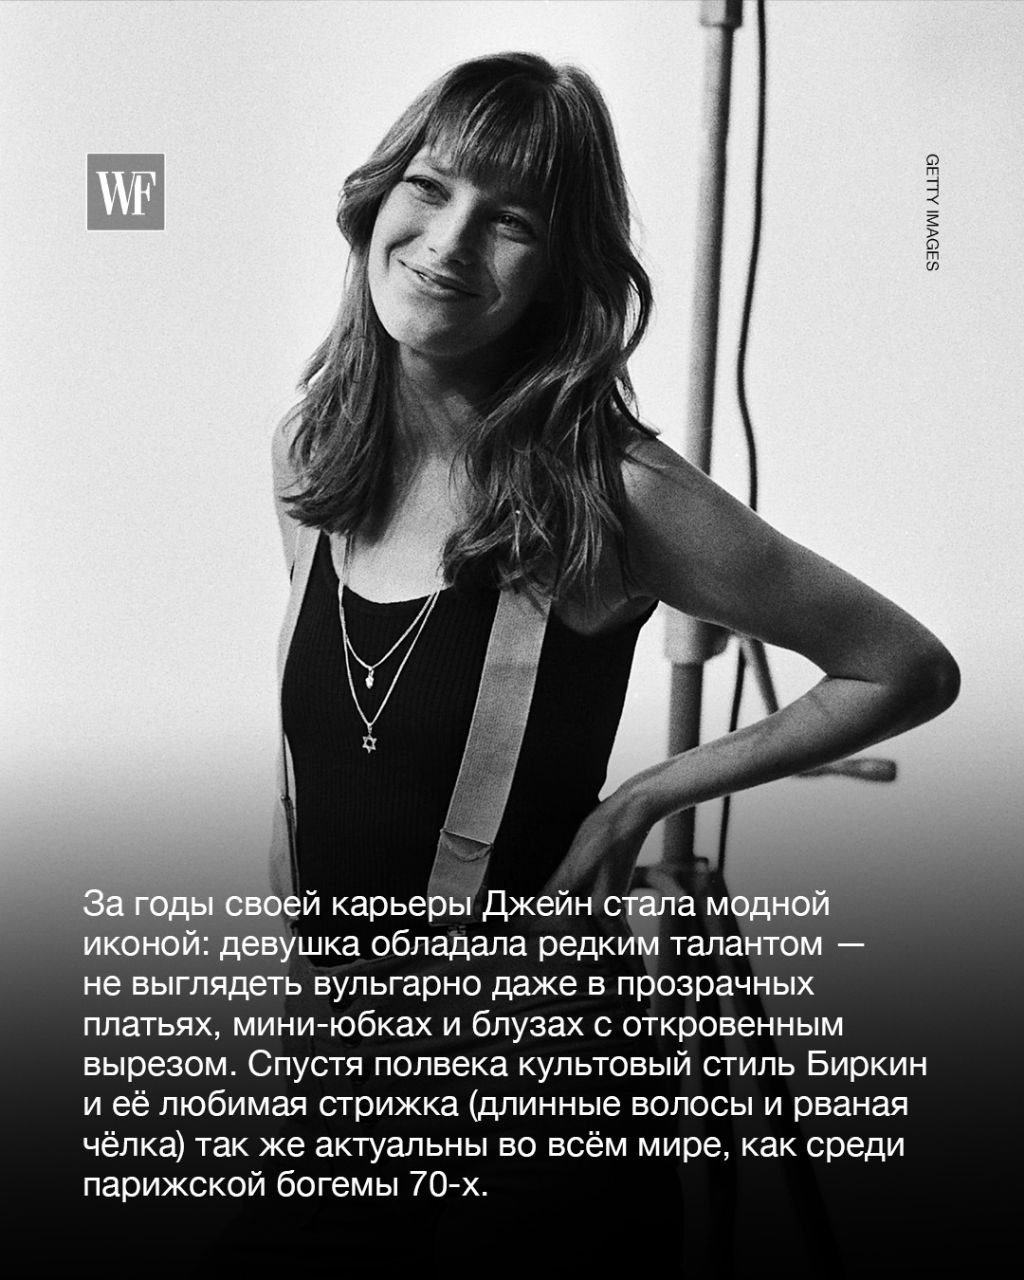 WF
GETTY IMAGES
За годы своей карьеры Джейн стала модной
иконой: девушка обладала редким талантом —
не выглядеть вульгарно даже в прозрачных
платьях, мини-юбках и блузах с откровенным
вырезом. Спустя полвека культовый стиль Биркин
и её любимая стрижка (длинные волосы и рваная
чёлка) так же актуальны во всём мире, как среди
парижской богемы 70-х.